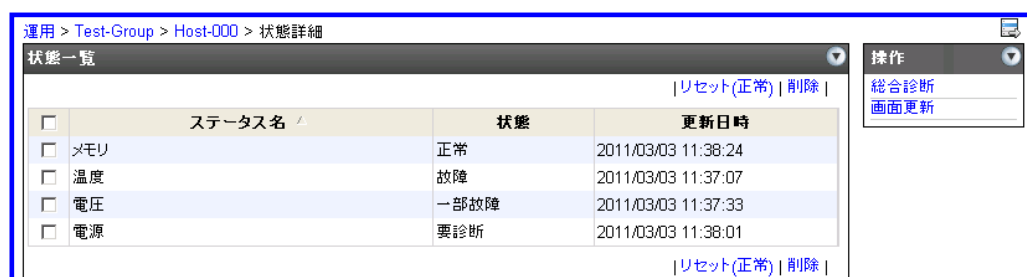 運用 > Test-Group > Host-000 > 状態詳細
状態一覧
|リセット(正常)|削除|
ステータス名 状態 更新日時
メモリ 正常 2011/03/03 11:38:24
温度 故障 2011/03/03 11:37:07
電圧 一部故障 2011/03/03 11:37:33
電源 要診断 2011/03/03 11:38:01
|リセット(正常)|削除|
操作
総合診断
画面更新